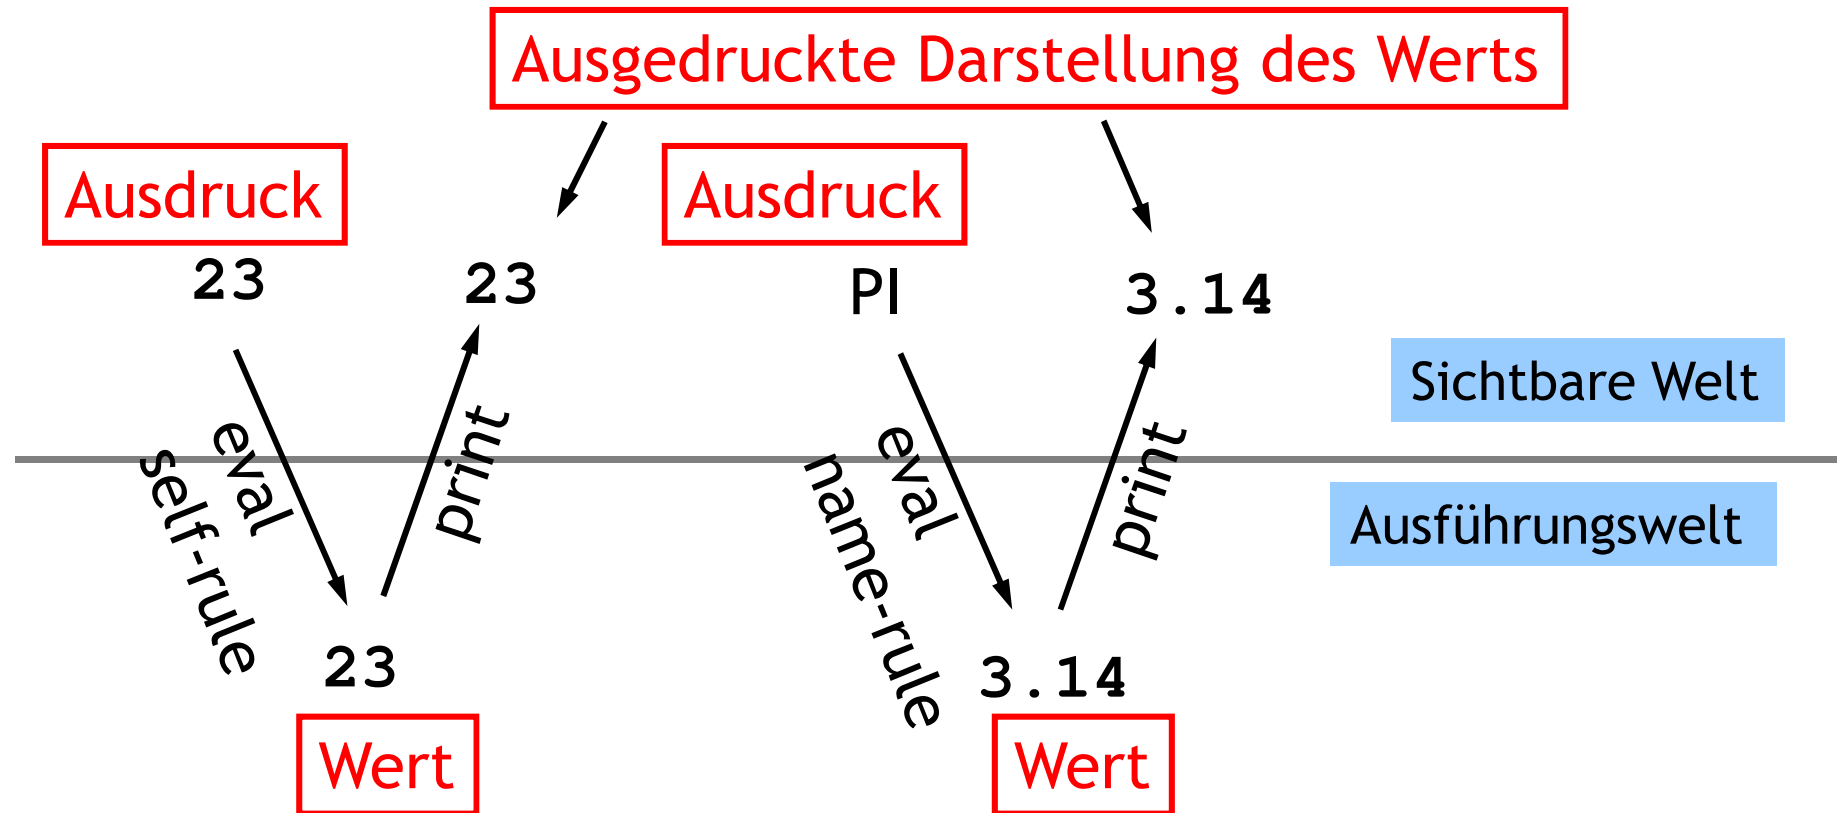 Ausgedruckte Darstellung des Werts
Ausdruck
Ausdruck
23
23
PI
3.14
Sichtbare Welt
eval
self-rule
print
eval
name-rule
print
Ausführungswelt
23
3.14
Wert
Wert